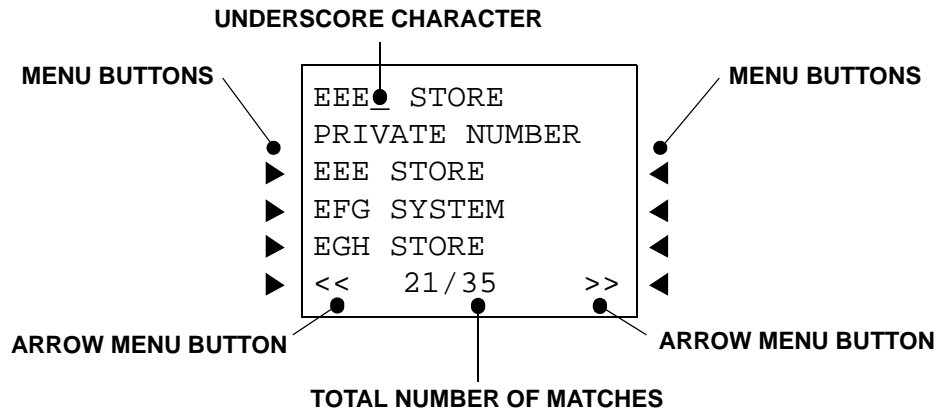 UNDERSCORE CHARACTER
MENU BUTTONS
MENU BUTTONS
EEE_ STORE
PRIVATE NUMBER
EEE STORE
EFG SYSTEM
EGH STORE
<< 21/35 >>
ARROW MENU BUTTON
ARROW MENU BUTTON
TOTAL NUMBER OF MATCHES